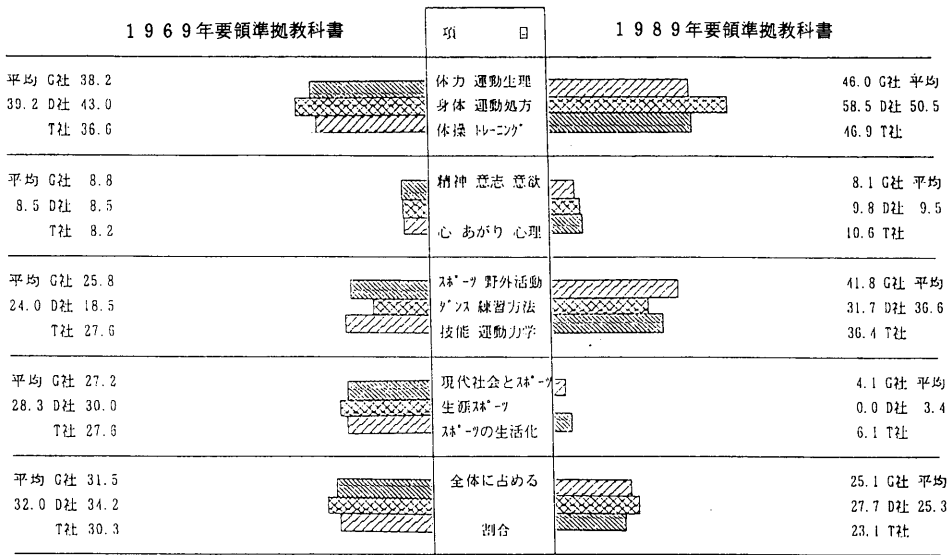 1969年要領準拠教科書 項 目 1989年要領準拠教科書
平均 G社 38.2 体力 運動生理 46.0 G社 平均
39.2 D社 43.0 身体 運動処方 58.5 D社 50.5
T社 36.6 体操 トレーニング 46.9 T社
平均 G社 8.8 精神 意志 意欲 8.1 G社 平均
8.5 D社 8.5 9.8 D社 9.5
T社 8.2 心 あがり 心理 10.6 T社
平均 G社 25.8 スポーツ 野外活動 41.8 G社 平均
24.0 D社 18.5 ダンス 練習方法 31.7 D社 36.6
T社 27.6 技能 運動力学 36.4 T社
平均 G社 27.2 現代社会とスポーツ 4.1 G社 平均
28.3 D社 30.0 生涯スポーツ 0.0 D社 3.4
T社 27.6 スポーツの生活化 6.1 T社
平均 G社 31.5 全体に占める 25.1 G社 平均
32.0 D社 34.2 27.7 D社 25.3
T社 30.3 割合 23.1 T社